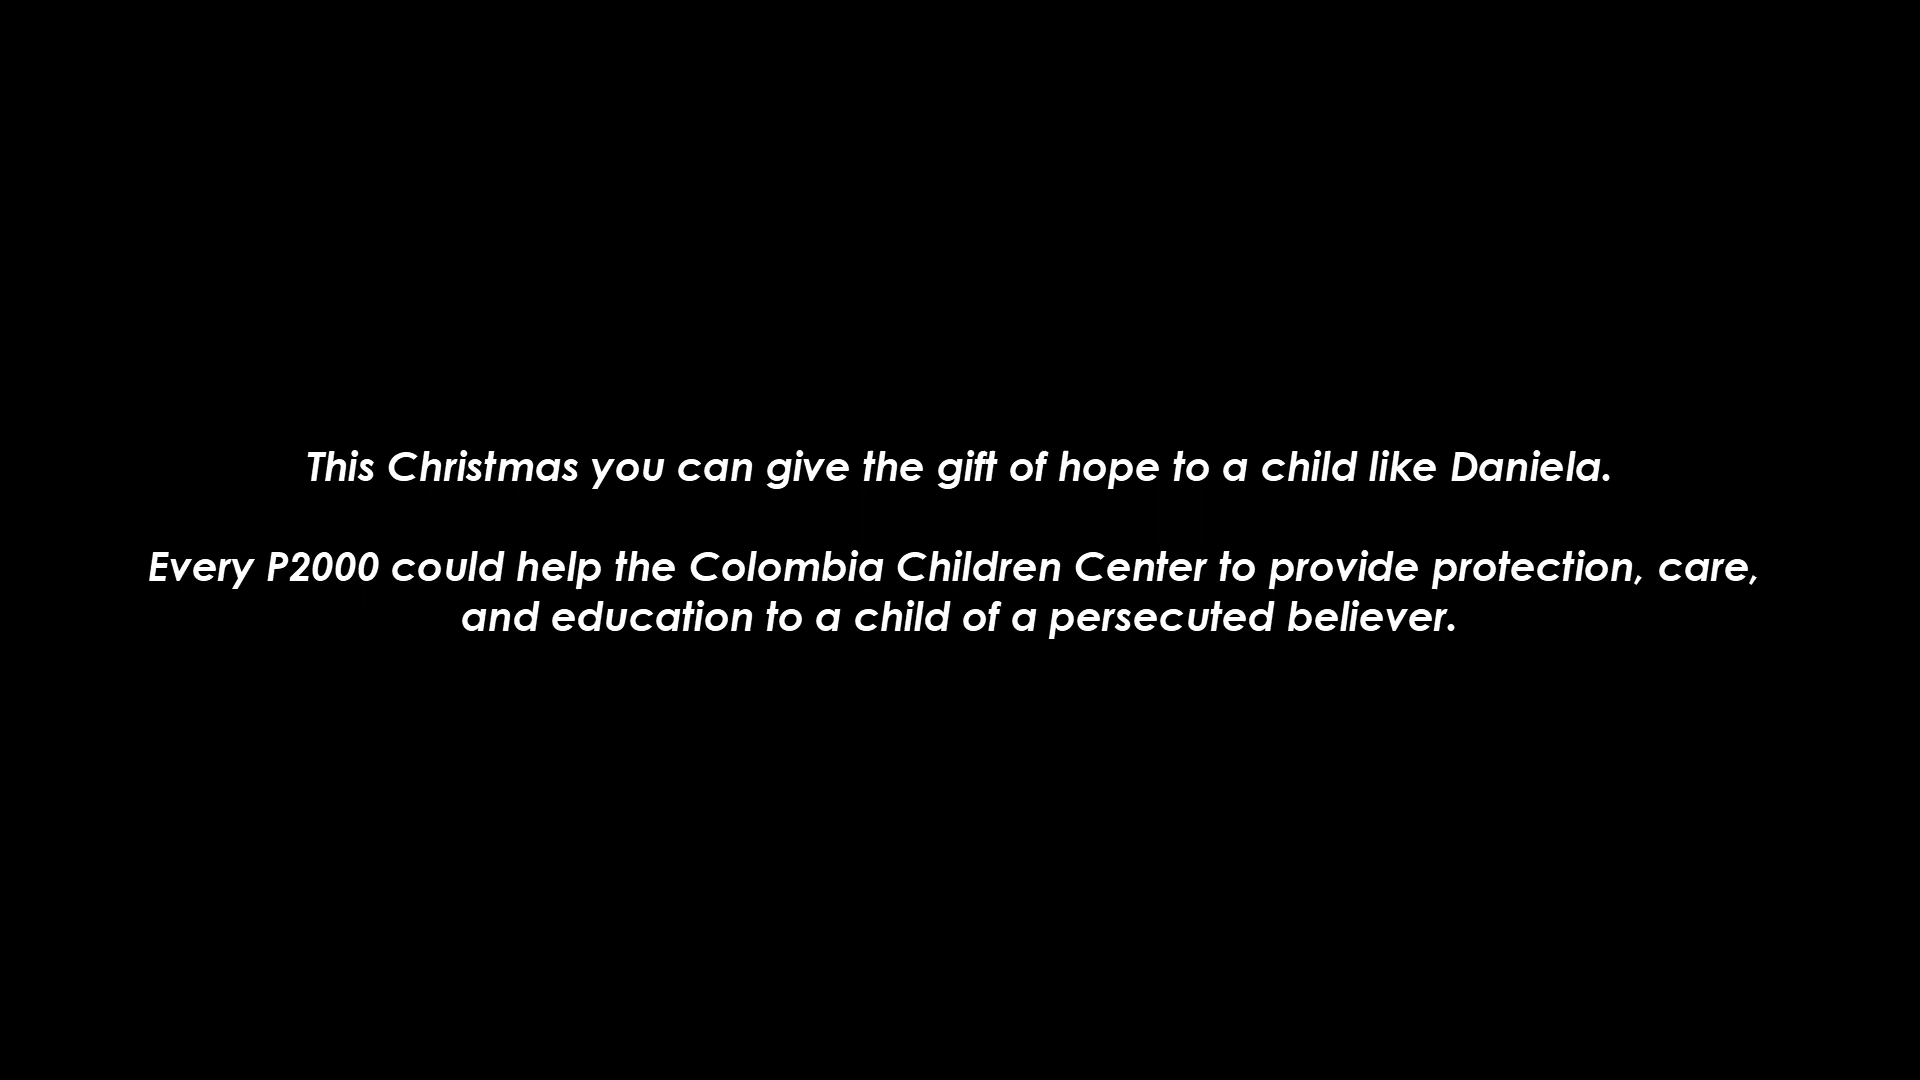 This Christmas you can give the gift of hope to a child like Daniela.
Every P2000 could help the Colombia Children Center to provide protection, care,
and education to a child of a persecuted believer.